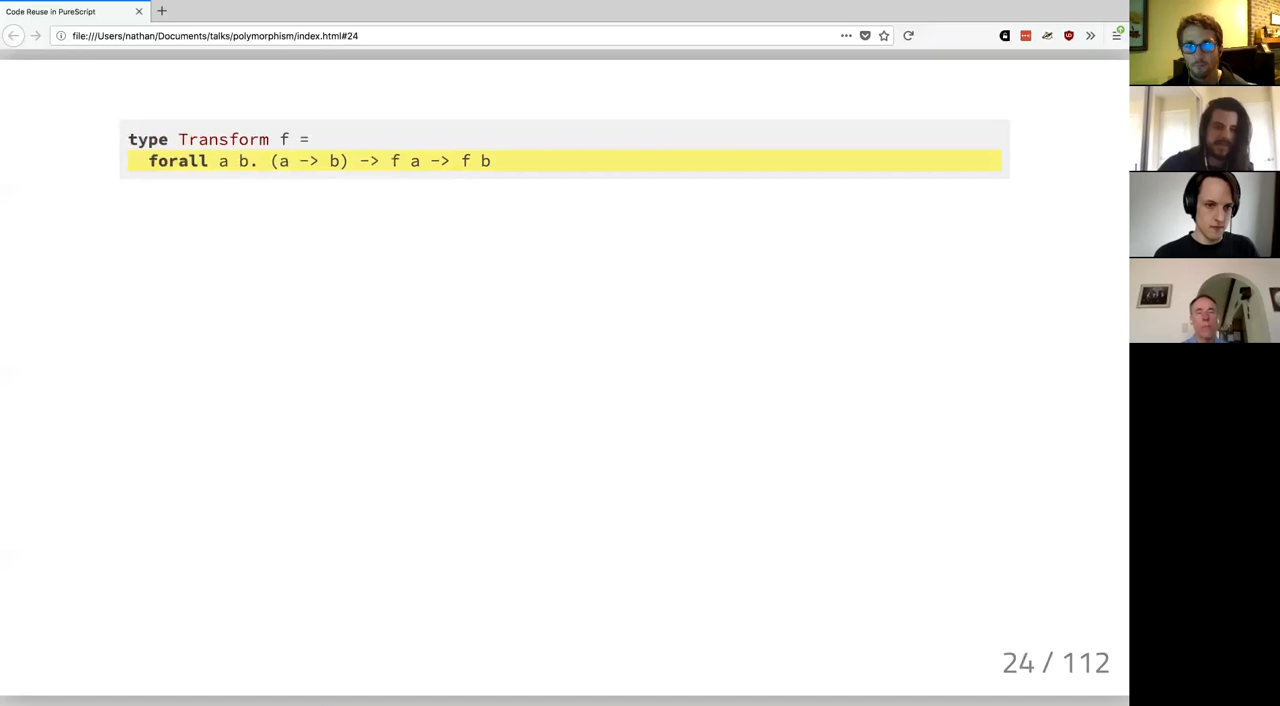 Code Reuse in PureScript
file:///Users/nathan/Documents/talks/polymorphism/index.html#24
type Transform f =
forall a b. (a -> b) -> f a -> f b
24 / 112